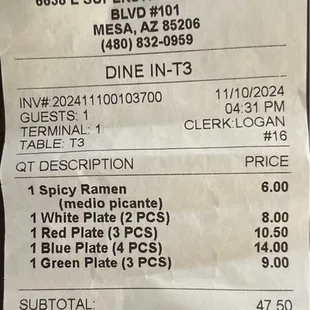 BLVD #101
MESA, AZ 85206
(480) 832-0959
DINE IN-T3
INV#:202411100103700 11/10/2024
GUESTS: 1 04:31 PM
TERMINAL: 1 CLERK:LOGAN
TABLE: T3 #16
QT DESCRIPTION PRICE
1 Spicy Ramen 6.00
(medio picante)
1 White Plate (2 PCS) 8.00
1 Red Plate (3 PCS) 10.50
1 Blue Plate (4 PCS) 14.00
1 Green Plate (3 PCS) 9.00
SUBTOTAL: 47.50